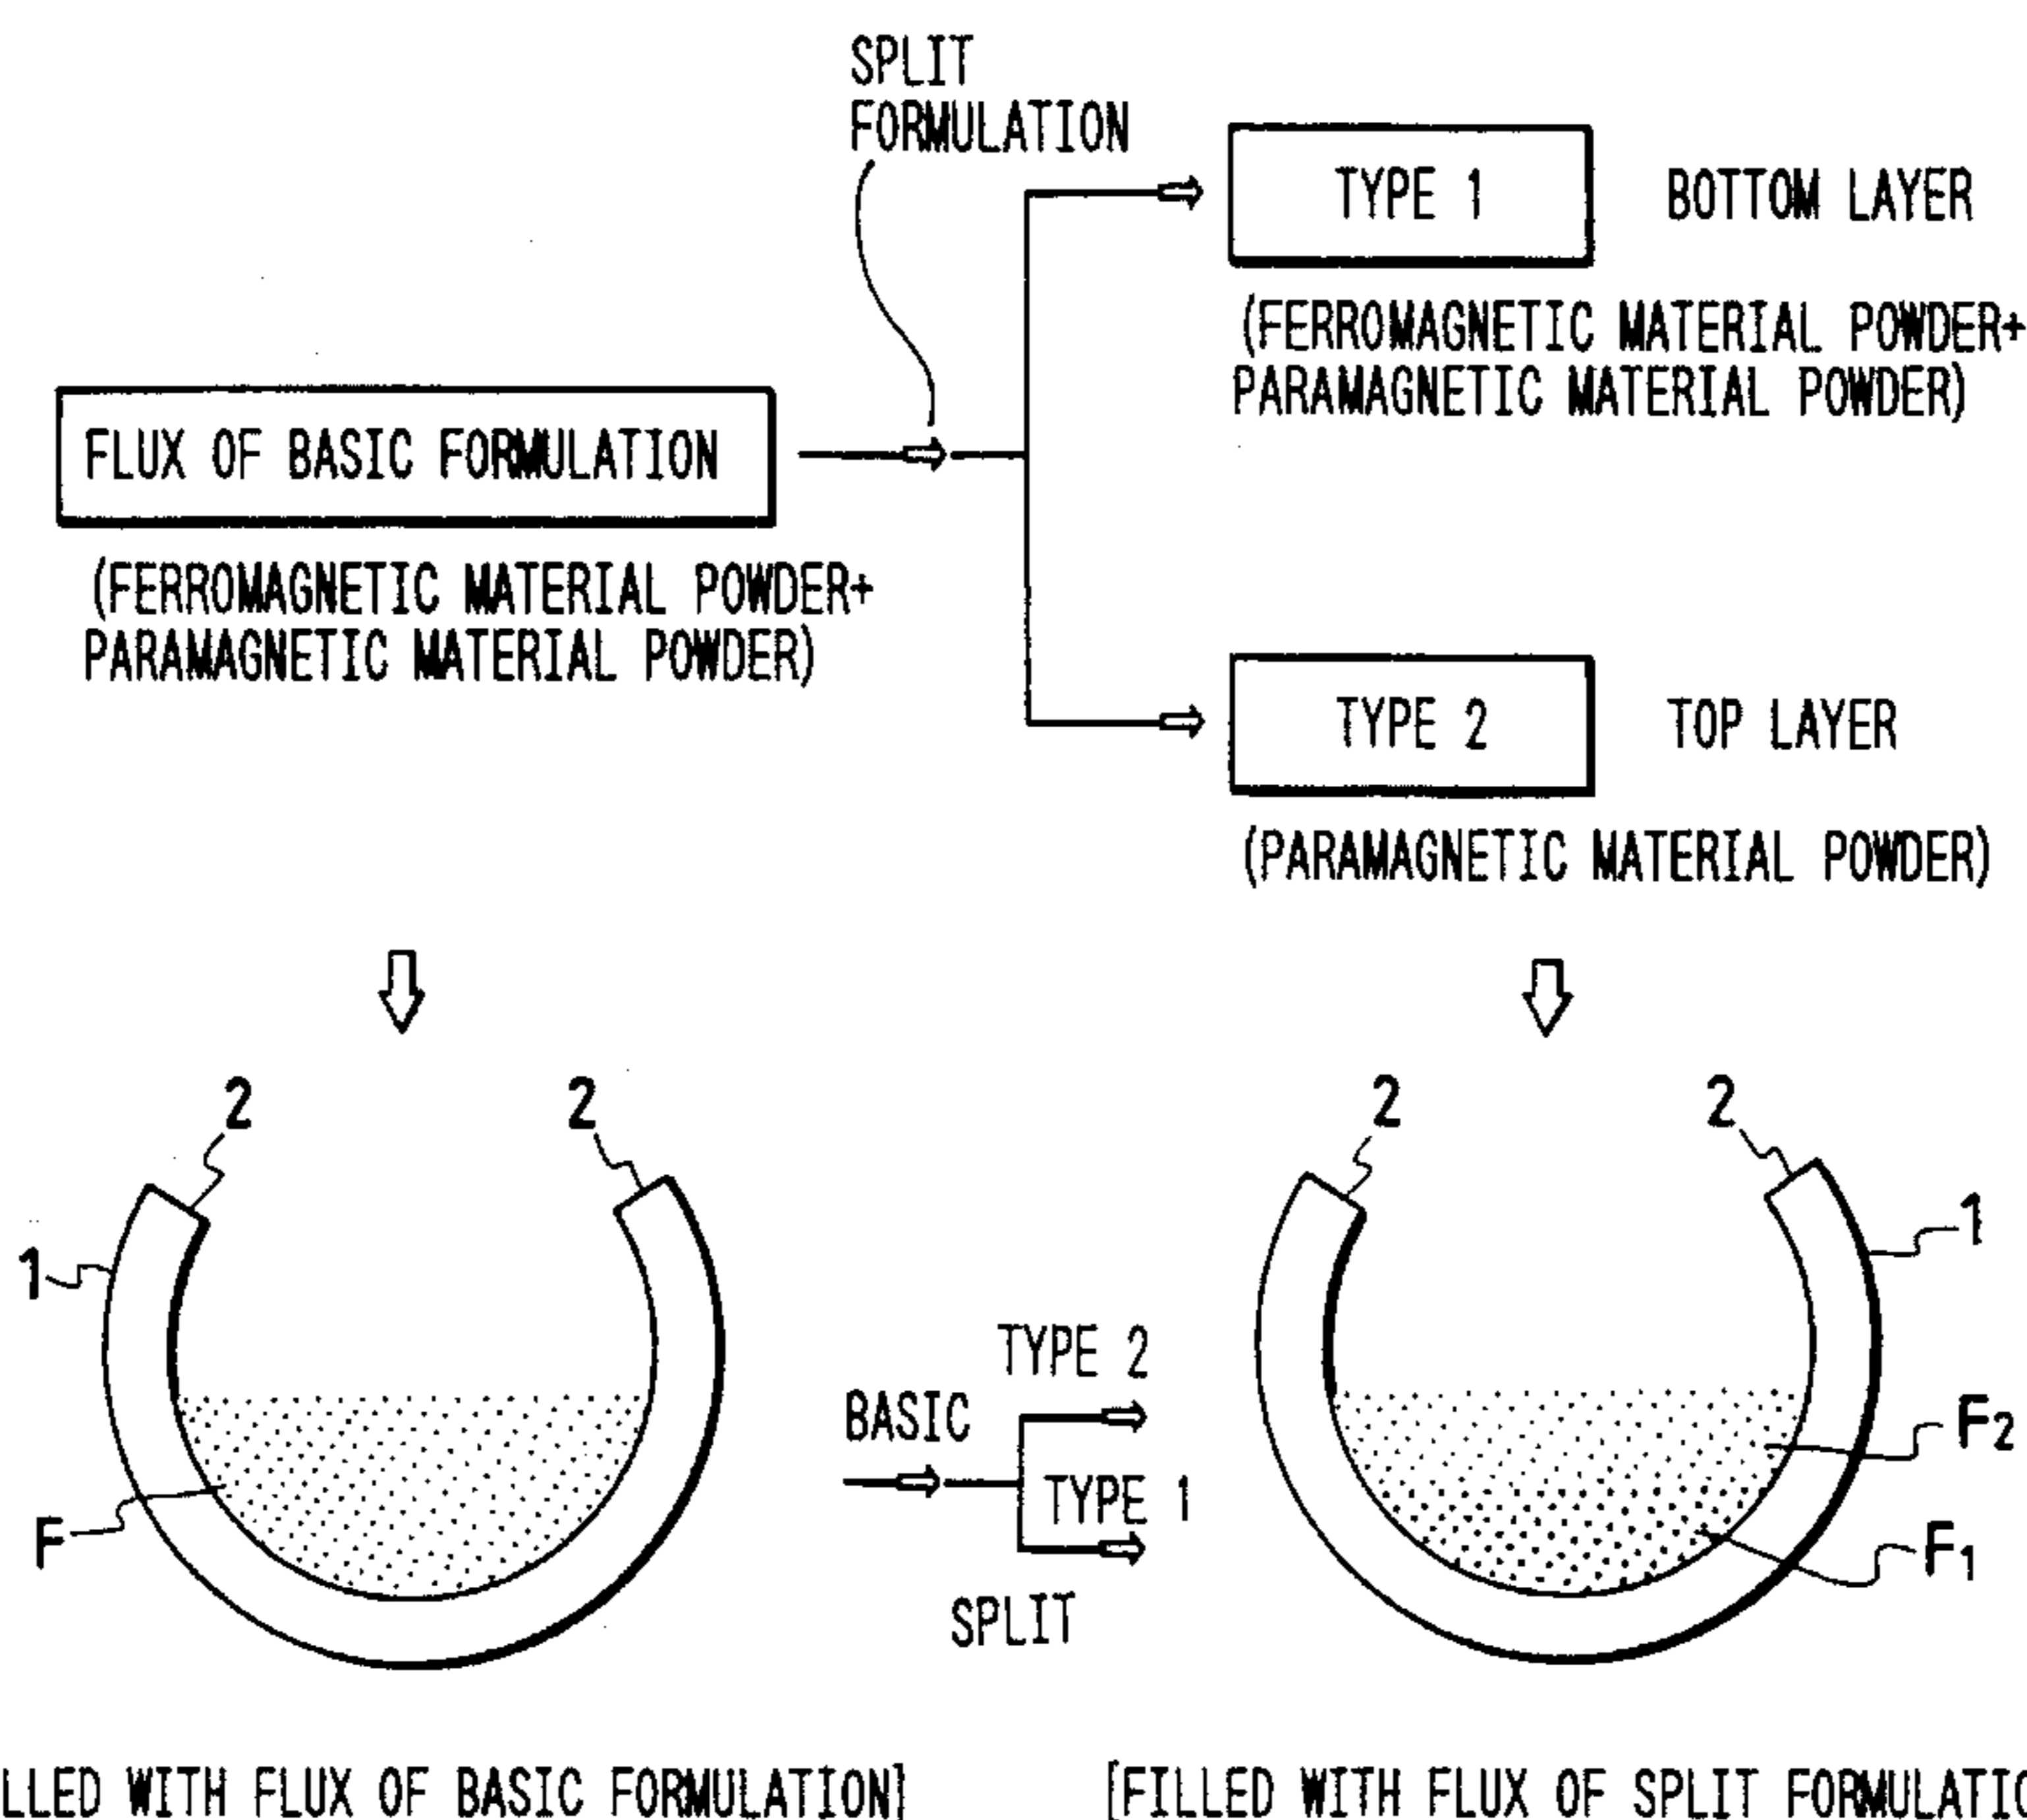 SPLIT
FORMULATION
TYPE 1
BOTTOM LAYER
(FERROMAGNETIC MATERIAL POWDER+
PARAMAGNETIC MATERIAL POWDER)
FLUX OF BASIC FORMULATION
(FERROMAGNETIC MATERIAL POWDER+
PARAMAGNETIC MATERIAL POWDER)
TYPE 2
TOP LAYER
(PARAMAGNETIC MATERIAL POWDER)
2
2
1
F
BASIC
TYPE 2
TYPE 1
SPLIT
2
2
1
F2
F1
LLED WITH FLUX OF BASIC FORMULATION]
[FILLED WITH FLUX OF SPLIT FORMULATIO